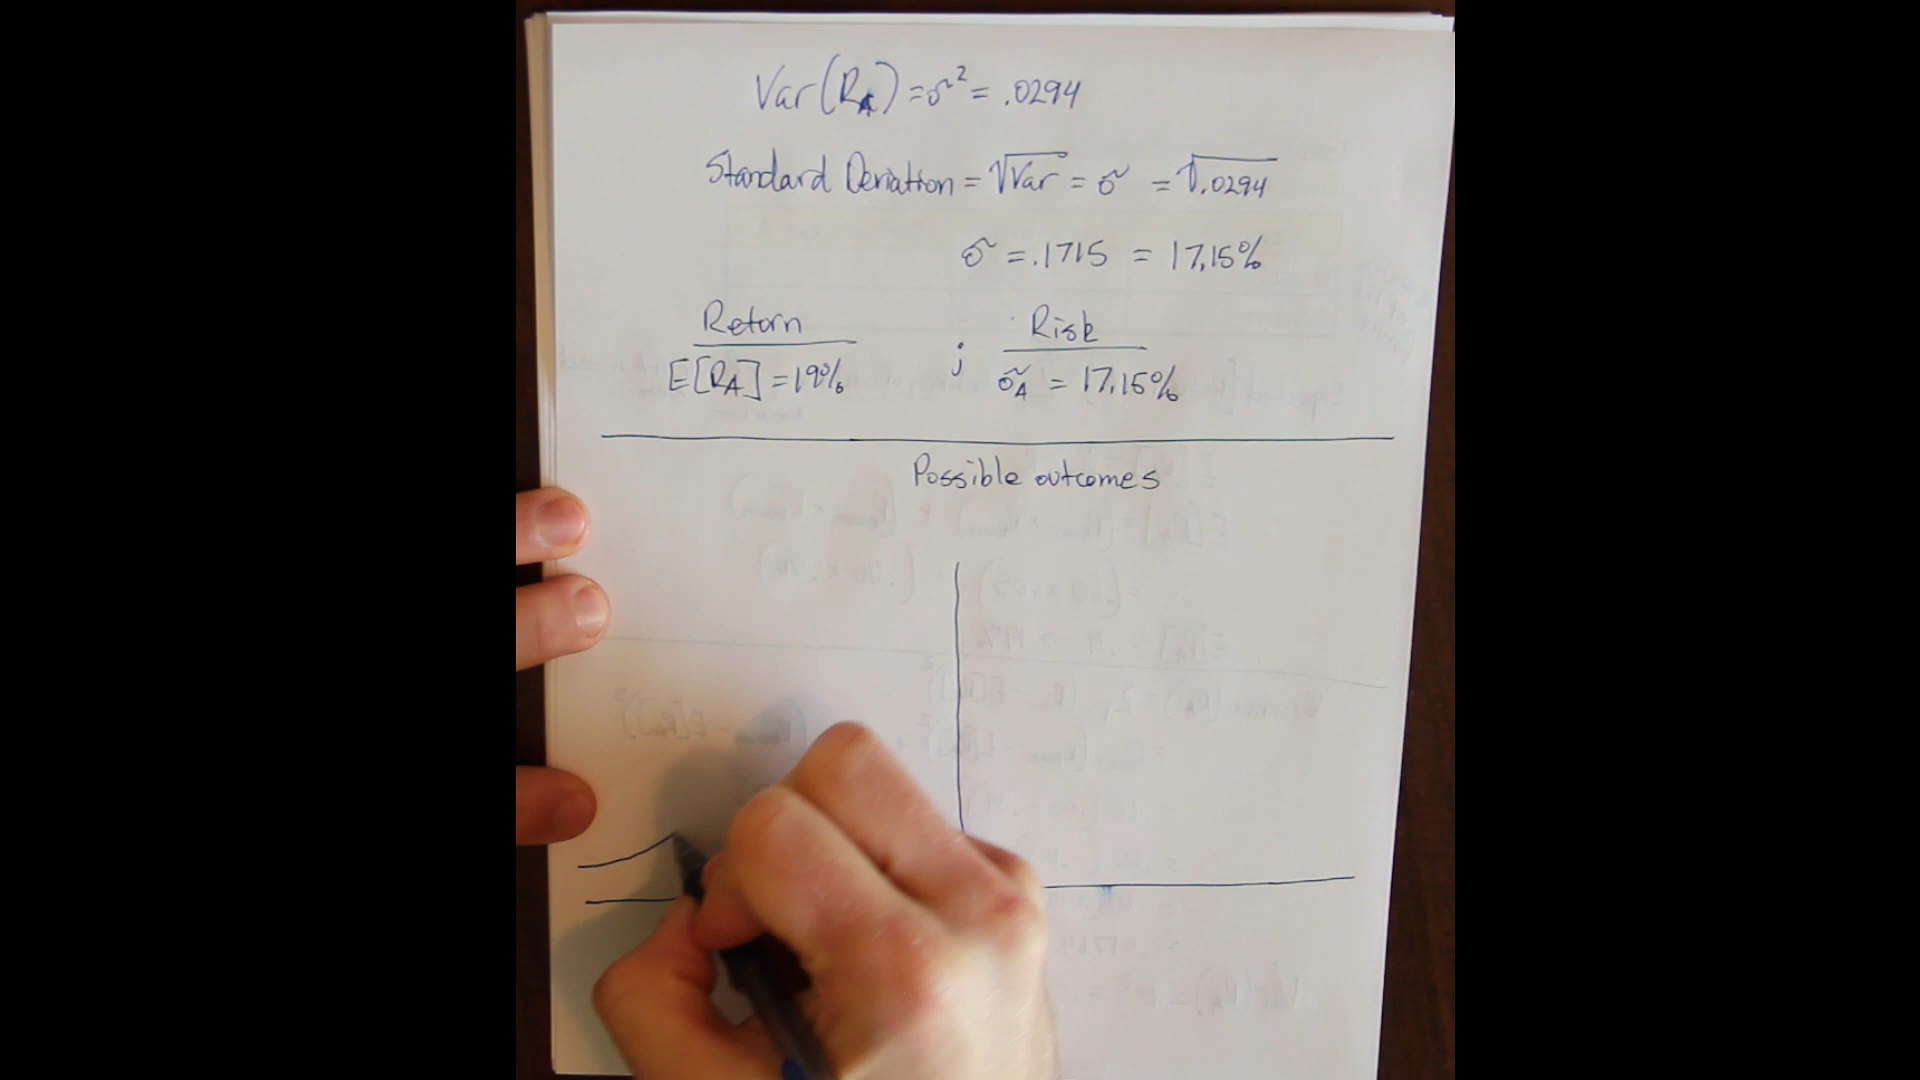 Var(R_A) = σ² = .0294
Standard Deviation = √Var = σ = √.0294
σ = .1715 = 17.15%
Return ; Risk
E[R_A] = 19% σ_A = 17.15%
Possible outcomes